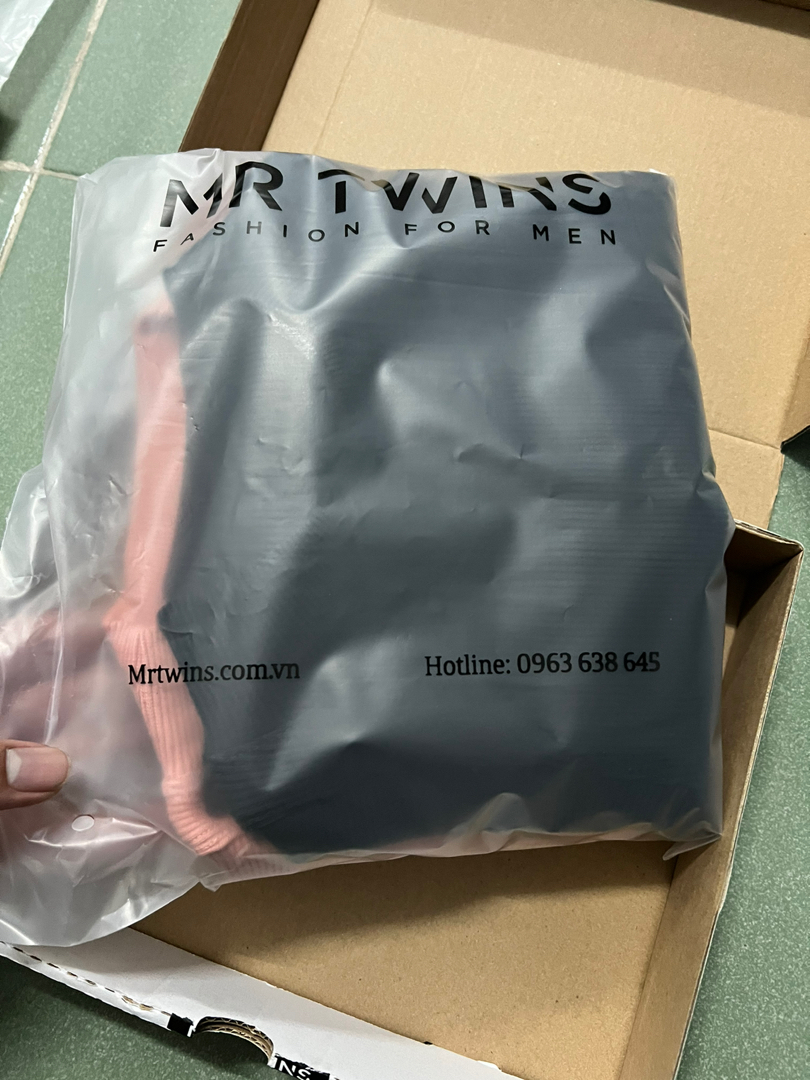 MR TWINS
FASHION FOR MEN
Mrtwins.com.vn
Hotline: 0963 638 645